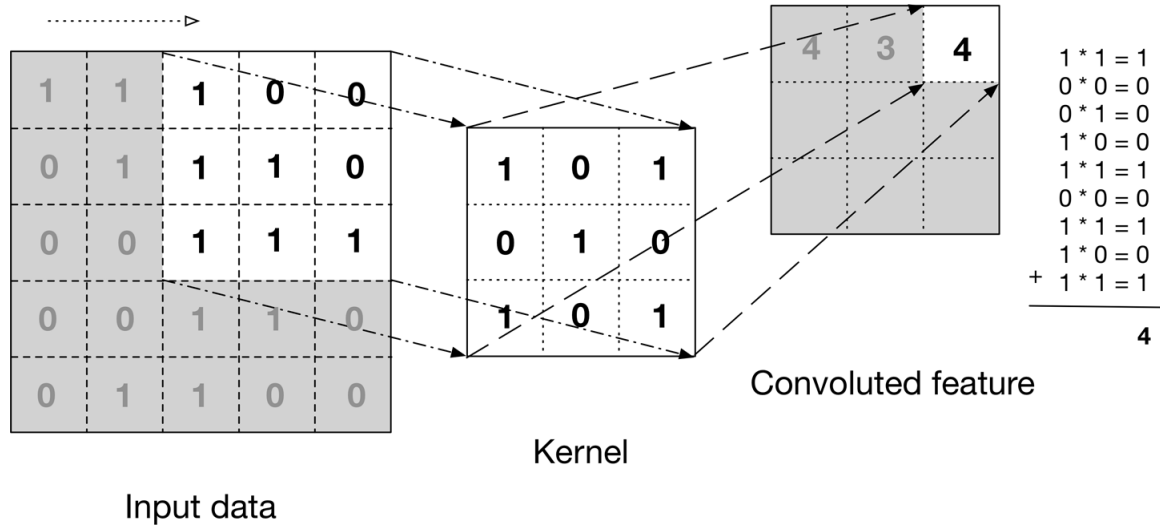 1 1 1 0 0
0 1 1 1 0
0 0 1 1 1
0 0 1 1 0
0 1 1 0 0
Input data
1 0 1
0 1 0
1 0 1
Kernel
4 3 4
Convoluted feature
1 * 1 = 1
0 * 0 = 0
0 * 1 = 0
1 * 0 = 0
1 * 1 = 1
0 * 0 = 0
1 * 1 = 1
1 * 0 = 0
+ 1 * 1 = 1
4